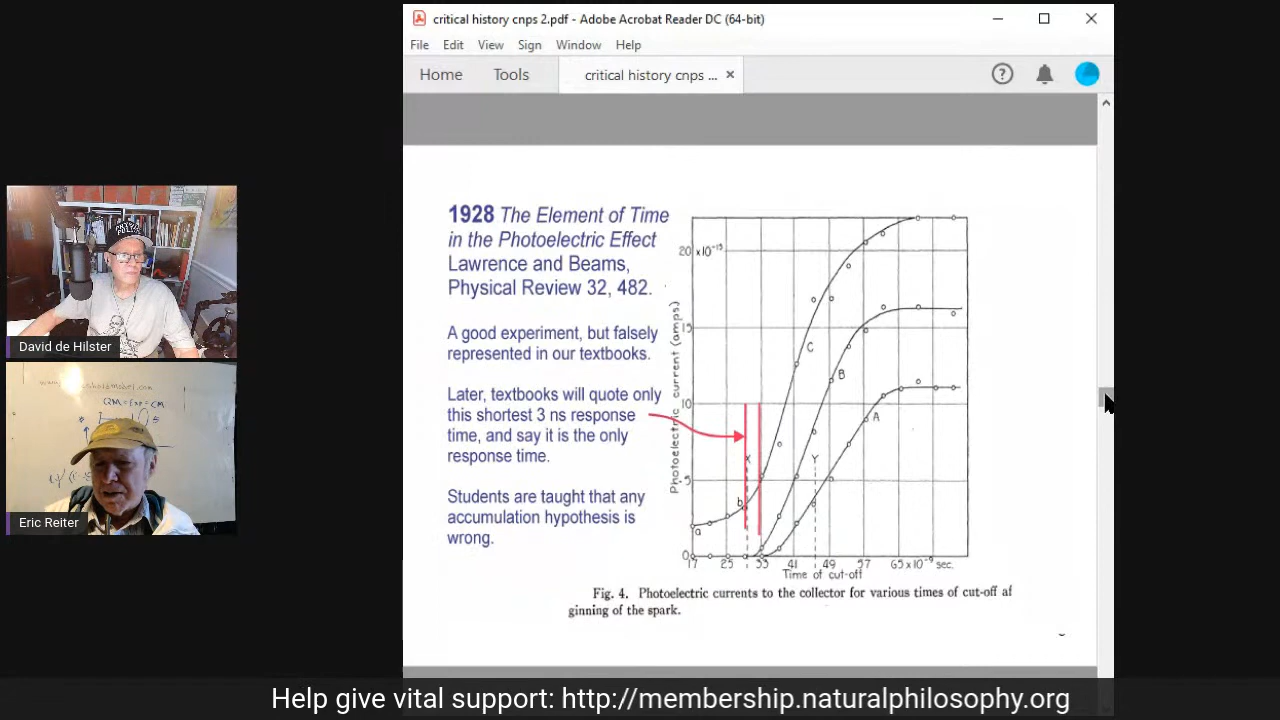 critical history cnps 2.pdf - Adobe Acrobat Reader DC (64-bit)
File Edit View Sign Window Help
Home Tools critical history cnps ... ×
1928 The Element of Time
in the Photoelectric Effect
Lawrence and Beams,
Physical Review 32, 482.
A good experiment, but falsely
represented in our textbooks.
Later, textbooks will quote only
this shortest 3 ns response
time, and say it is the only
response time.
Students are taught that any
accumulation hypothesis is
wrong.
Photoelectric current (amps)
20 x10⁻¹³
15
10
5
0
C
B
A
X
Y
b
a
17 25 33 41 49 57 65 x 10⁻⁹ sec.
Time of cut-off
Fig. 4. Photoelectric currents to the collector for various times of cut-off af
ginning of the spark.
David de Hilster
Eric Reiter
Help give vital support: http://membership.naturalphilosophy.org